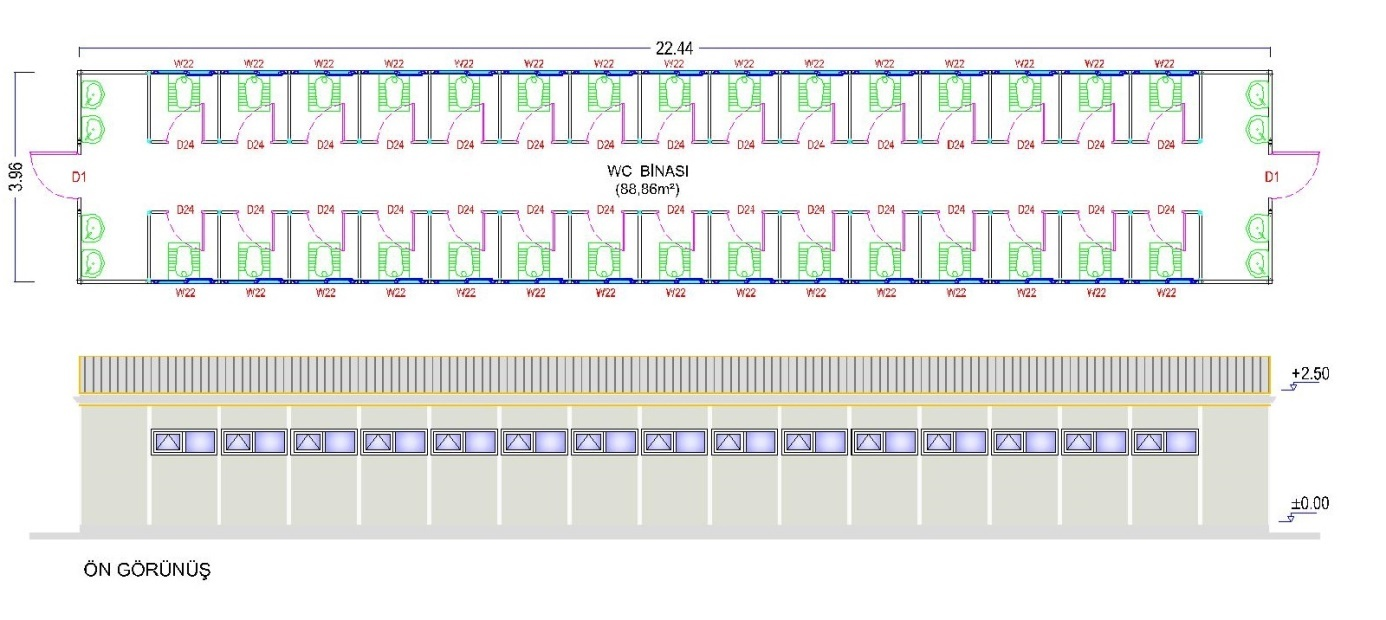 22.44
W22 W22 W22 W22 W22 W22 W22 W22 W22 W22 W22 W22 W22 W22 W22
D24 D24 D24 D24 D24 D24 D24 D24 D24 D24 D24 D24 D24 D24 D24
3.96
D1
WC BİNASI
(88,86m²)
D1
D24 D24 D24 D24 D24 D24 D24 D24 D24 D24 D24 D24 D24 D24 D24
W22 W22 W22 W22 W22 W22 W22 W22 W22 W22 W22 W22 W22 W22 W22
+2.50
±0.00
ÖN GÖRÜNÜŞ